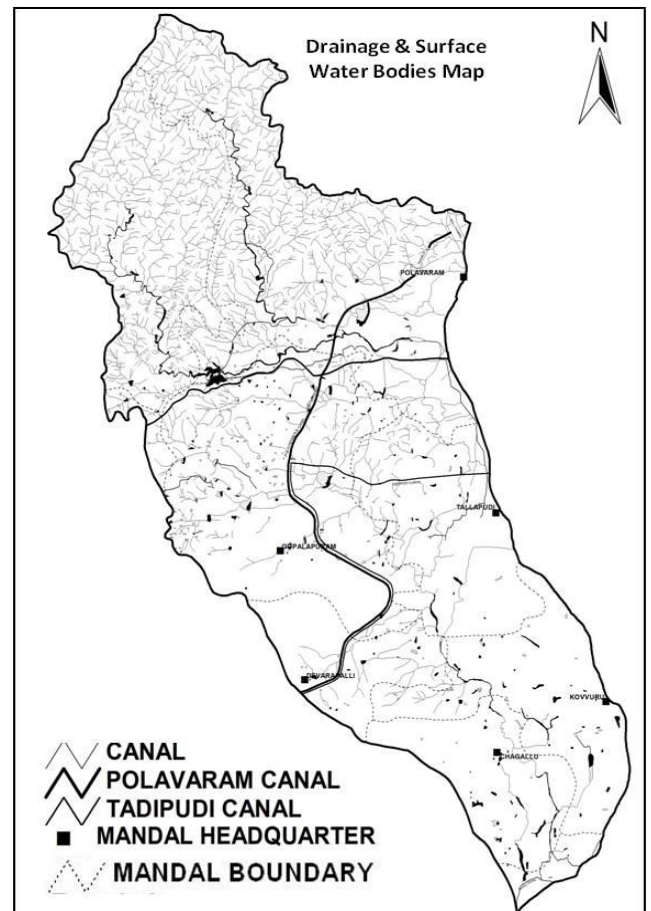 Drainage & Surface
Water Bodies Map
N
POLAVARAM
TALLAPUDI
GOPALAPURAM
DEVARAPALLI
KOVVURU
CHAGALLU
CANAL
POLAVARAM CANAL
TADIPUDI CANAL
MANDAL HEADQUARTER
MANDAL BOUNDARY